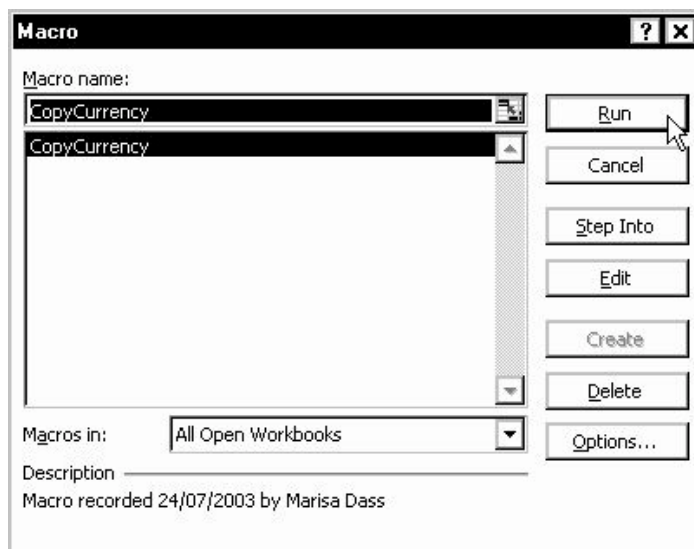 Macro
Macro name:
CopyCurrency
CopyCurrency
Run
Cancel
Step Into
Edit
Create
Delete
Options...
Macros in:
All Open Workbooks
Description
Macro recorded 24/07/2003 by Marisa Dass